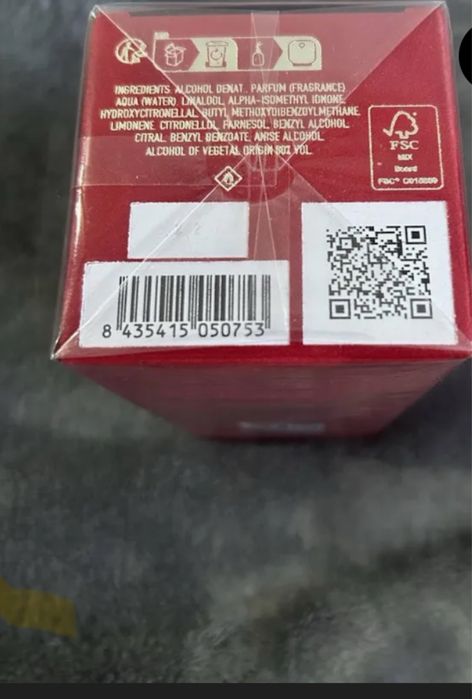 INGREDIENTS ALCOHOL DENAT., PARFUM (FRAGRANCE)
AQUA (WATER) LINALOOL, ALPHA-ISOMETHYL IONONE,
HYDROXYCITRONELLAL, BUTYL METHOXYDIBENZOYLMETHANE,
LIMONENE, CITRONELLOL, FARNESOL, BENZYL ALCOHOL,
CITRAL, BENZYL BENZOATE, ANISE ALCOHOL.
ALCOHOL OF VEGETAL ORIGIN 80% VOL.
FSC
MIX
Board
8 435415 050753